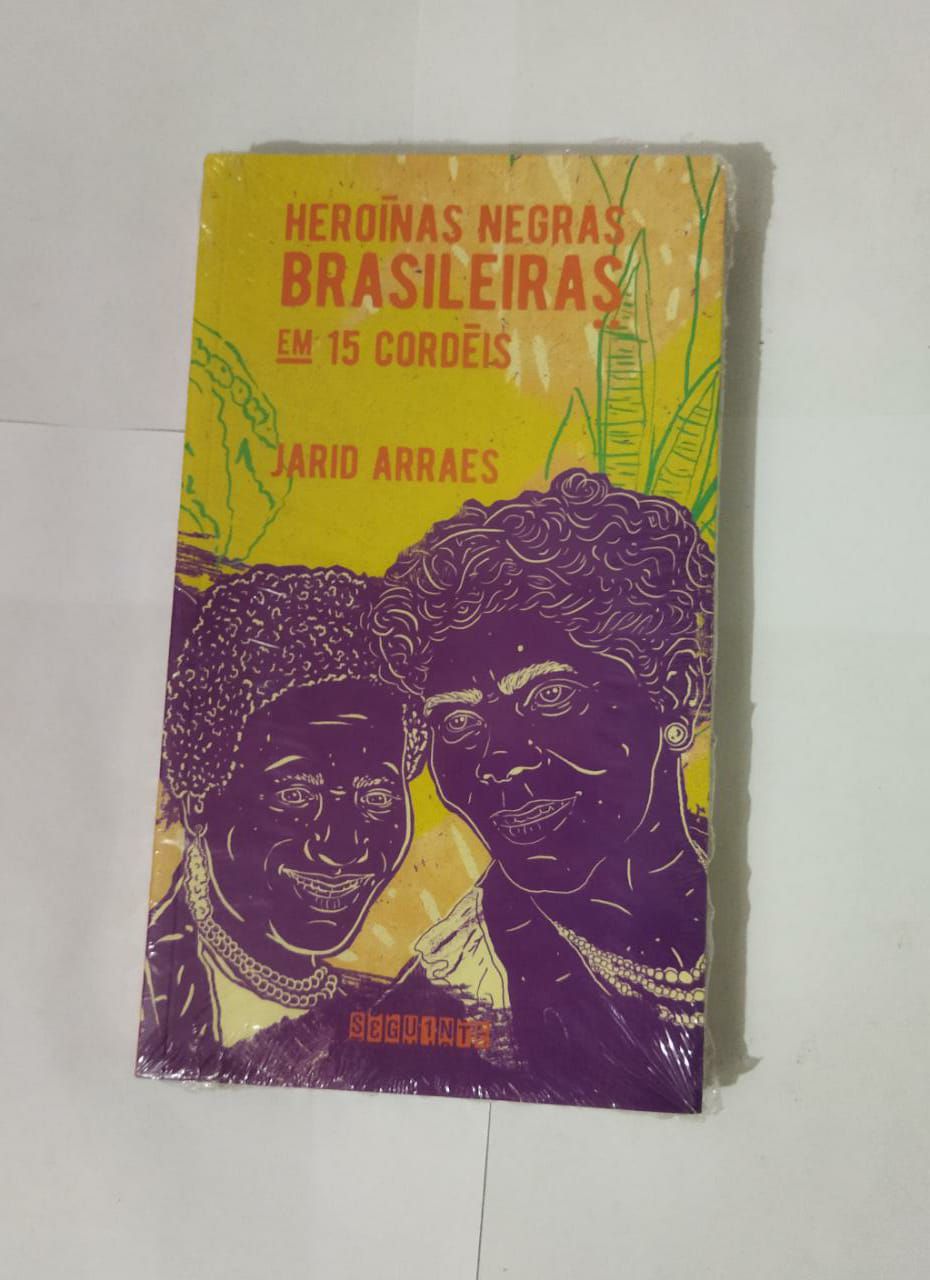 HEROÍNAS NEGRAS
BRASILEIRAS
EM 15 CORDÉIS
JARID ARRAES
SEGUINTE